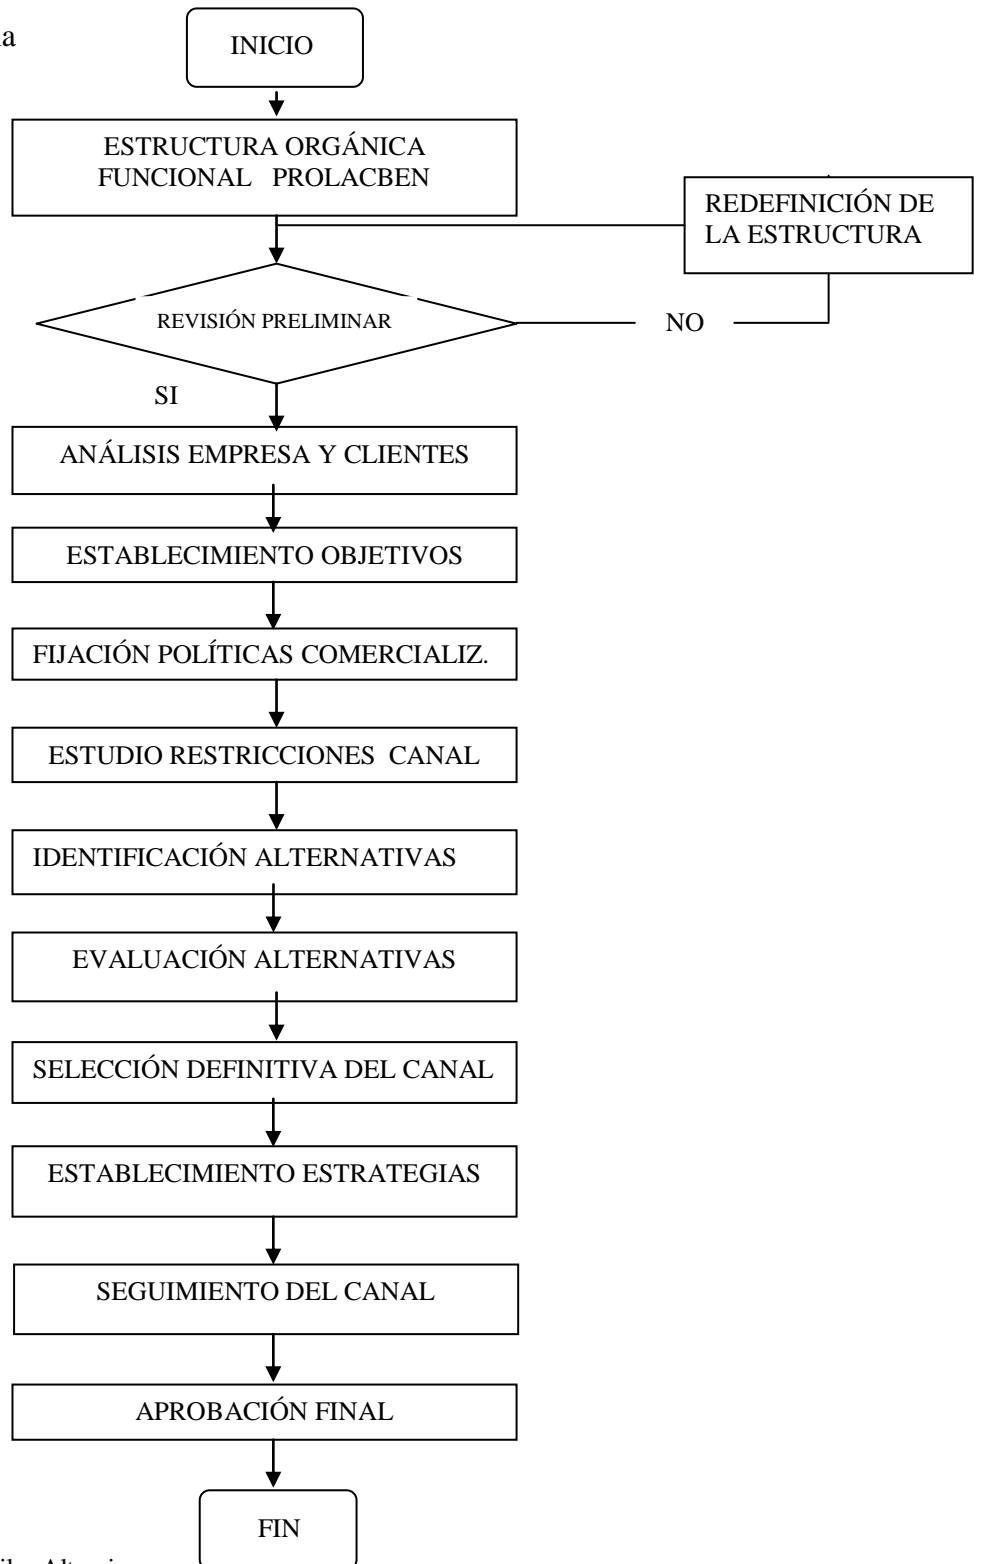 INICIO
ESTRUCTURA ORGÁNICA
FUNCIONAL PROLACBEN
REDEFINICIÓN DE
LA ESTRUCTURA
REVISIÓN PRELIMINAR
NO
SI
ANÁLISIS EMPRESA Y CLIENTES
ESTABLECIMIENTO OBJETIVOS
FIJACIÓN POLÍTICAS COMERCIALIZ.
ESTUDIO RESTRICCIONES CANAL
IDENTIFICACIÓN ALTERNATIVAS
EVALUACIÓN ALTERNATIVAS
SELECCIÓN DEFINITIVA DEL CANAL
ESTABLECIMIENTO ESTRATEGIAS
SEGUIMIENTO DEL CANAL
APROBACIÓN FINAL
FIN